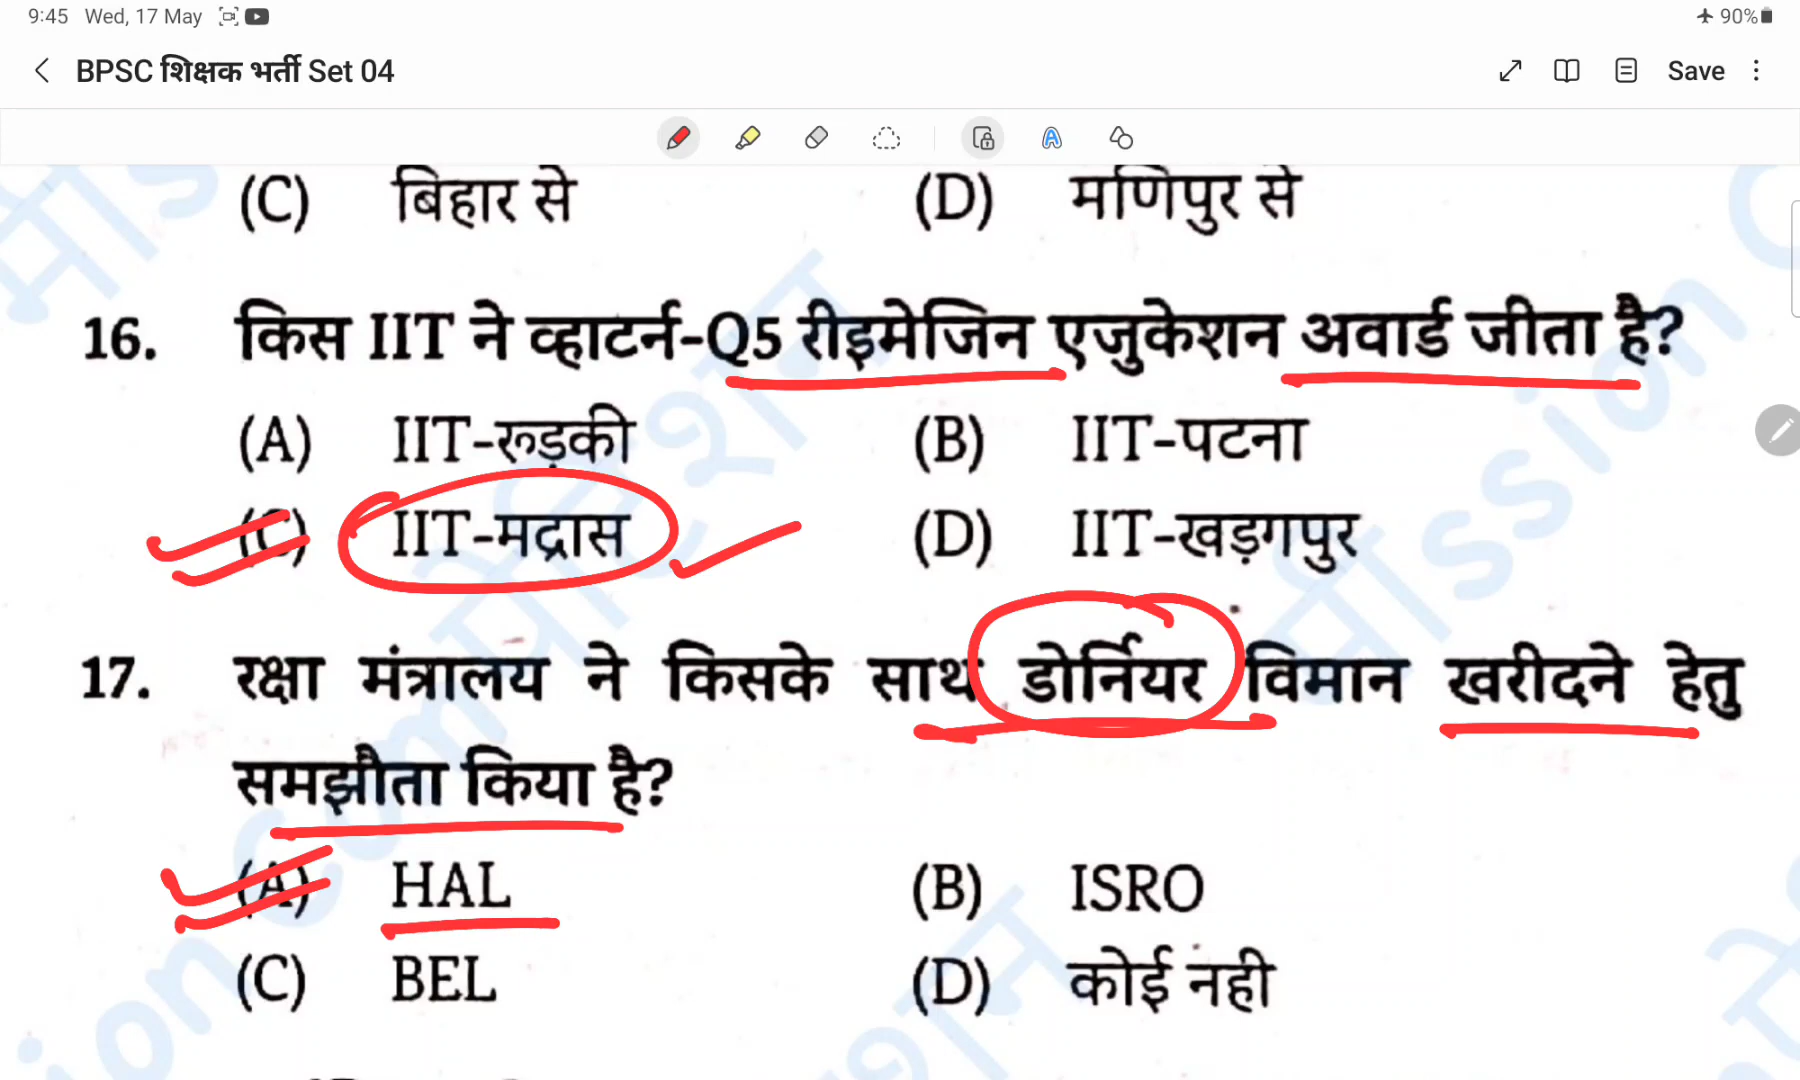 9:45 Wed, 17 May 90%
BPSC शिक्षक भर्ती Set 04 Save
(C) बिहार से (D) मणिपुर से
16. किस IIT ने व्हाटर्न-Q5 रीइमेजिन एजुकेशन अवार्ड जीता है?
(A) IIT-रुड़की (B) IIT-पटना
(C) IIT-मद्रास (D) IIT-खड़गपुर
17. रक्षा मंत्रालय ने किसके साथ डोर्नियर विमान खरीदने हेतु
समझौता किया है?
(A) HAL (B) ISRO
(C) BEL (D) कोई नही